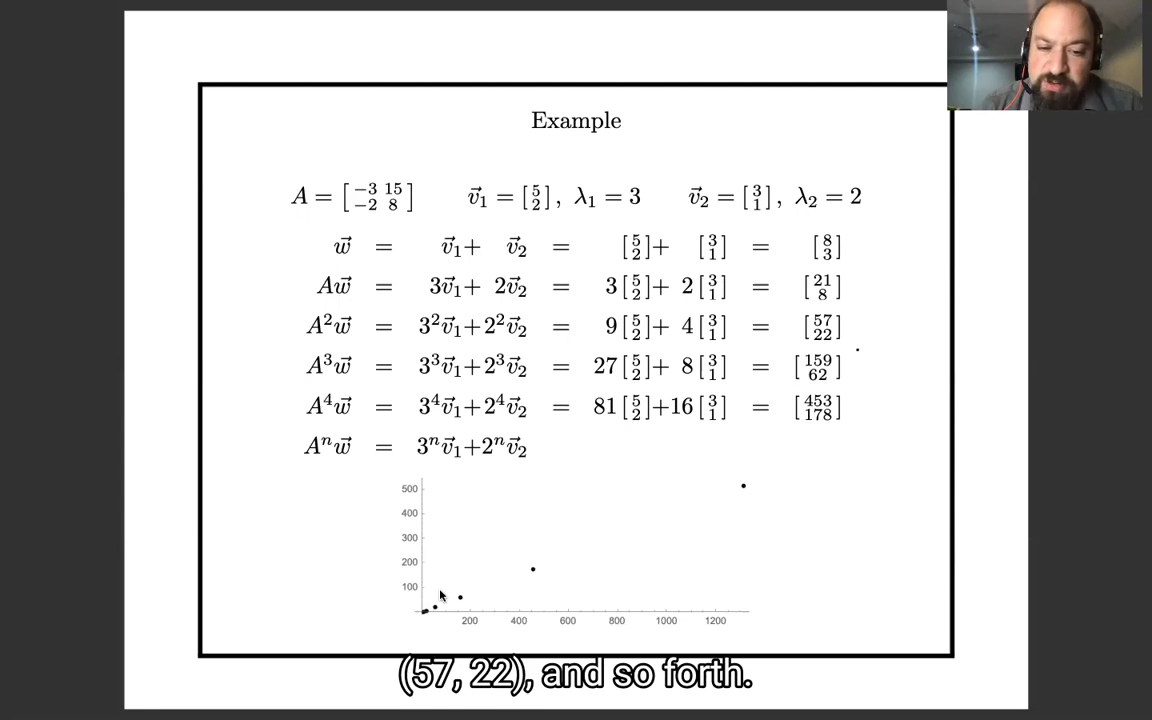 Example
A = [−3 15 −2 8] v⃗₁ = [5 2], λ₁ = 3 v⃗₂ = [3 1], λ₂ = 2
w⃗ = v⃗₁+ v⃗₂ = [5 2]+ [3 1] = [8 3]
Aw⃗ = 3v⃗₁+ 2v⃗₂ = 3[5 2]+ 2[3 1] = [21 8]
A²w⃗ = 3²v⃗₁+2²v⃗₂ = 9[5 2]+ 4[3 1] = [57 22]
A³w⃗ = 3³v⃗₁+2³v⃗₂ = 27[5 2]+ 8[3 1] = [159 62] .
A⁴w⃗ = 3⁴v⃗₁+2⁴v⃗₂ = 81[5 2]+16[3 1] = [453 178]
Aⁿw⃗ = 3ⁿv⃗₁+2ⁿv⃗₂
500
400
300
200
100
200 400 600 800 1000 1200
(57, 22), and so forth.